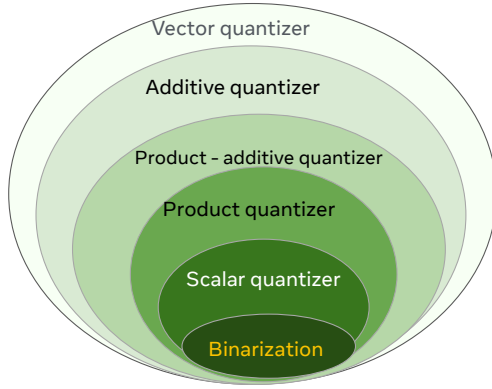 Vector quantizer
Additive quantizer
Product - additive quantizer
Product quantizer
Scalar quantizer
Binarization